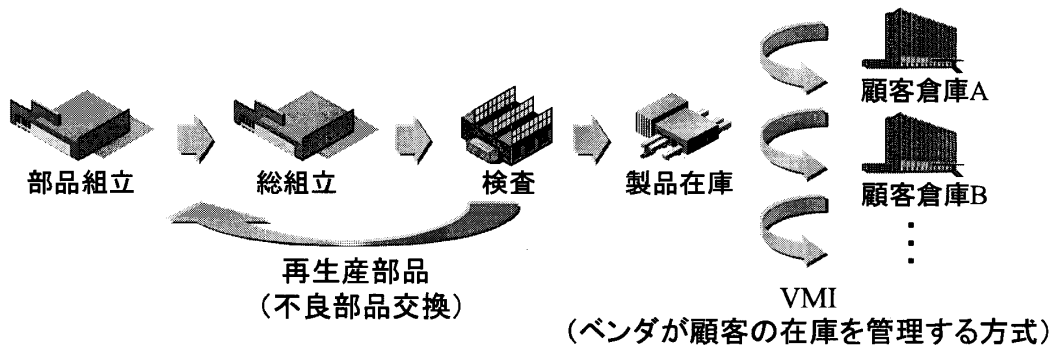 顧客倉庫A
部品組立
総組立
検査
製品在庫
顧客倉庫B
再生産部品
（不良部品交換）
VMI
（ベンダが顧客の在庫を管理する方式）